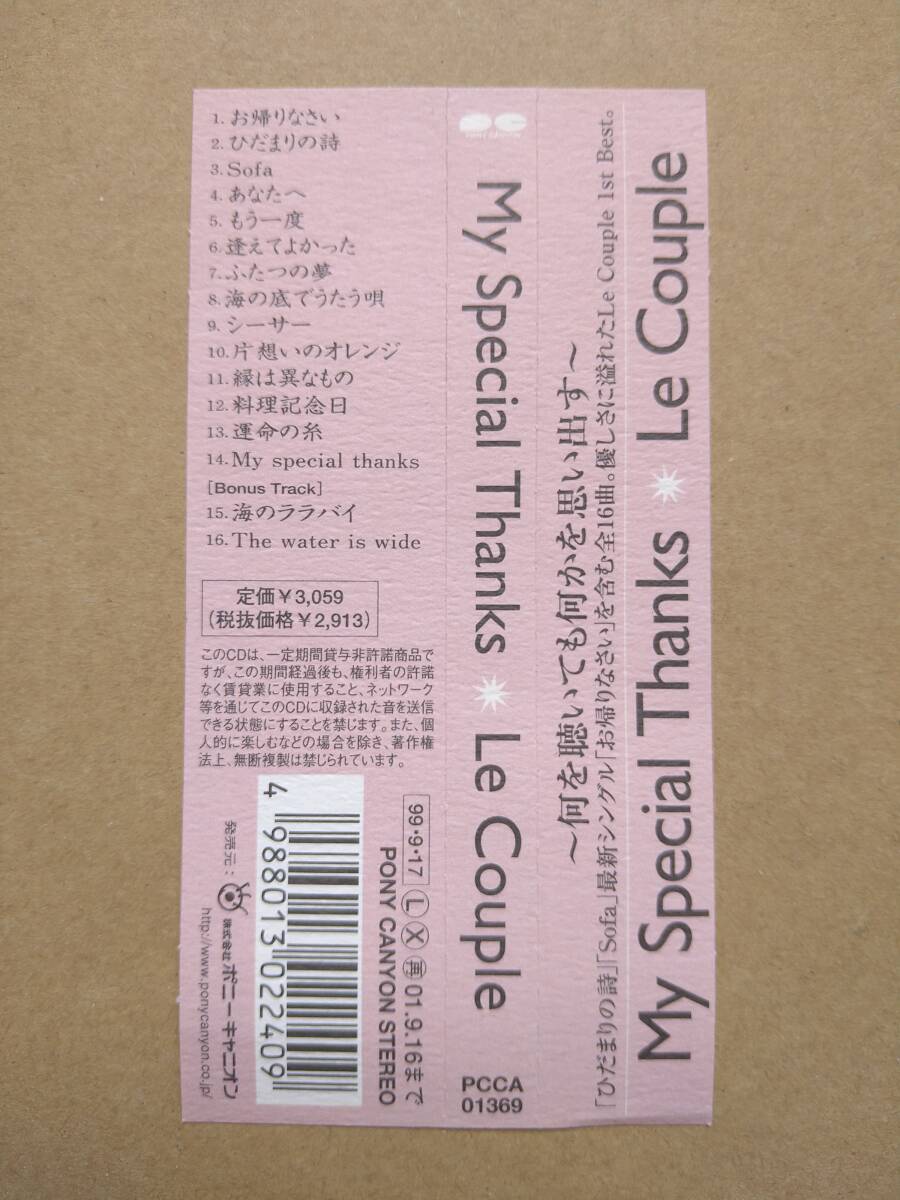 1. お帰りなさい
2. ひだまりの詩
3. Sofa
4. あなたへ
5. もう一度
6. 逢えてよかった
7. ふたつの夢
8. 海の底でうたう唄
9. シーサー
10. 片想いのオレンジ
11. 縁は異なもの
12. 料理記念日
13. 運命の糸
14. My special thanks
[Bonus Track]
15. 海のララバイ
16. The water is wide
定価¥3,059
(税抜価格¥2,913)
このCDは、一定期間貸与非許諾商品で
すが、この期間経過後も、権利者の許諾
なく賃貸業に使用すること、ネットワーク
等を通じてこのCDに収録された音を送信
できる状態にすることを禁じます。また、個
人的に楽しむなどの場合を除き、著作権
法上、無断複製は禁じられています。
4 988013 022409
99・9・17 Ⓛ Ⓧ ㊢01.9.16まで
PONY CANYON STEREO
発売元: 株式会社 ポニーキャニオン
http://www.ponycanyon.co.jp/
My Special Thanks Le Couple
PCCA
01369
～何を聴いても何かを思い出す～
「ひだまりの詩」「Sofa」最新シングル「お帰りなさい」を含む全16曲。優しさに溢れたLe Couple 1st Best。
My Special Thanks Le Couple